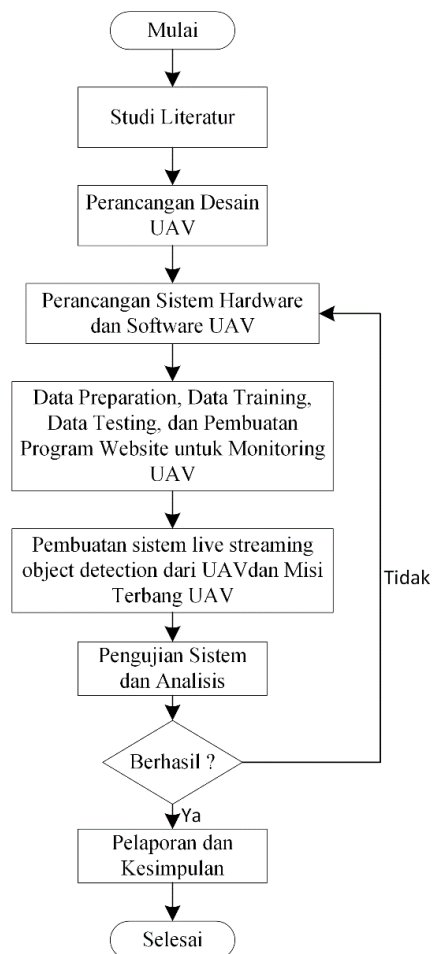 Mulai
Studi Literatur
Perancangan Desain
UAV
Perancangan Sistem Hardware
dan Software UAV
Data Preparation, Data Training,
Data Testing, dan Pembuatan
Program Website untuk Monitoring
UAV
Pembuatan sistem live streaming
object detection dari UAVdan Misi
Terbang UAV
Tidak
Pengujian Sistem
dan Analisis
Berhasil ?
Ya
Pelaporan dan
Kesimpulan
Selesai